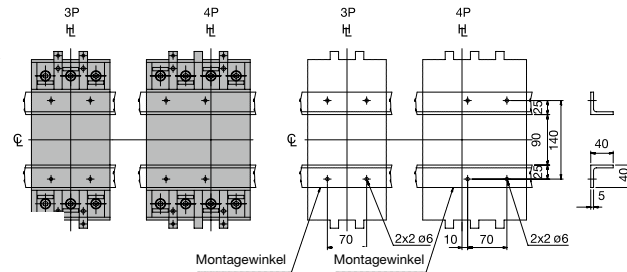 3P 4P 3P 4P
H L H L H L H L
C L
25
90
140
25
40
40
5
70 2x2 ø6 10 70 2x2 ø6
Montagewinkel Montagewinkel